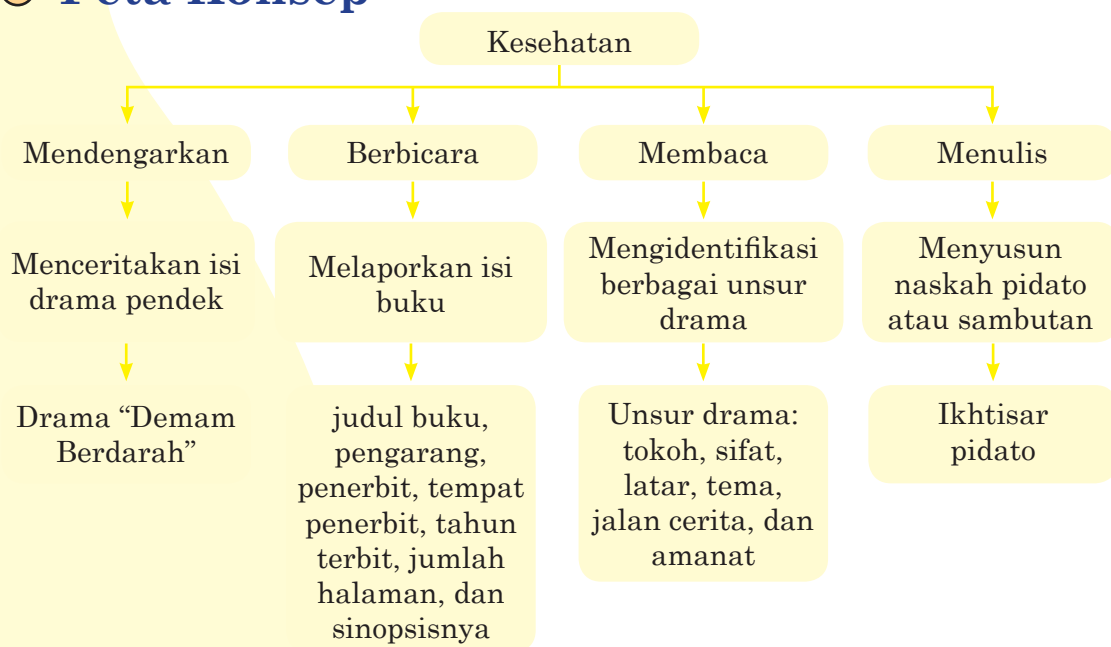 Peta Konsep
Kesehatan
Mendengarkan
Berbicara
Membaca
Menulis
Menceritakan isi
drama pendek
Melaporkan isi
buku
Mengidentifikasi
berbagai unsur
drama
Menyusun
naskah pidato
atau sambutan
Drama “Demam
Berdarah”
judul buku,
pengarang,
penerbit, tempat
penerbit, tahun
terbit, jumlah
halaman, dan
sinopsisnya
Unsur drama:
tokoh, sifat,
latar, tema,
jalan cerita, dan
amanat
Ikhtisar
pidato